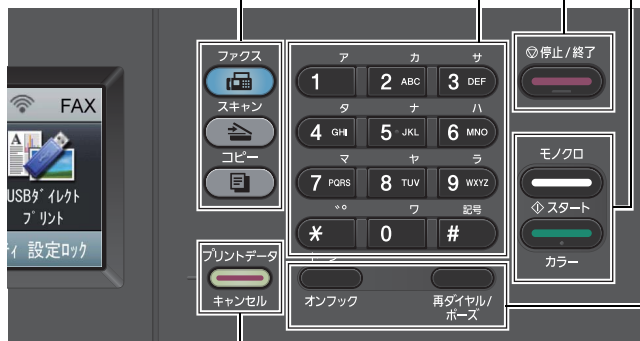 FAX
USBﾀﾞｲﾚｸﾄ
ﾌﾟﾘﾝﾄ
ｨ 設定ﾛｯｸ
ファクス
スキャン
コピー
プリントデータ
キャンセル
ア カ サ
1 2 ABC 3 DEF
タ ナ ハ
4 GHI 5 JKL 6 MNO
マ ヤ ラ
7 PQRS 8 TUV 9 WXYZ
゛゜ ワ 記号
* 0 #
オンフック
再ダイヤル/
ポーズ
停止/終了
モノクロ
スタート
カラー